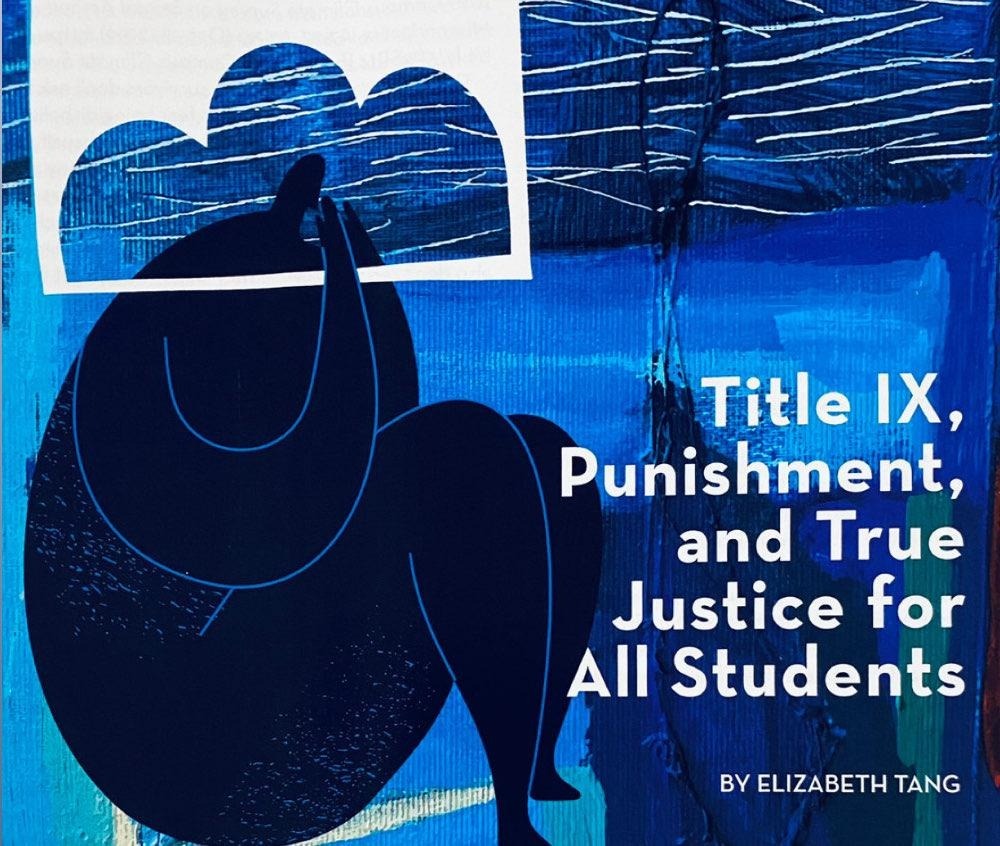 Title IX,
Punishment,
and True
Justice for
All Students
BY ELIZABETH TANG